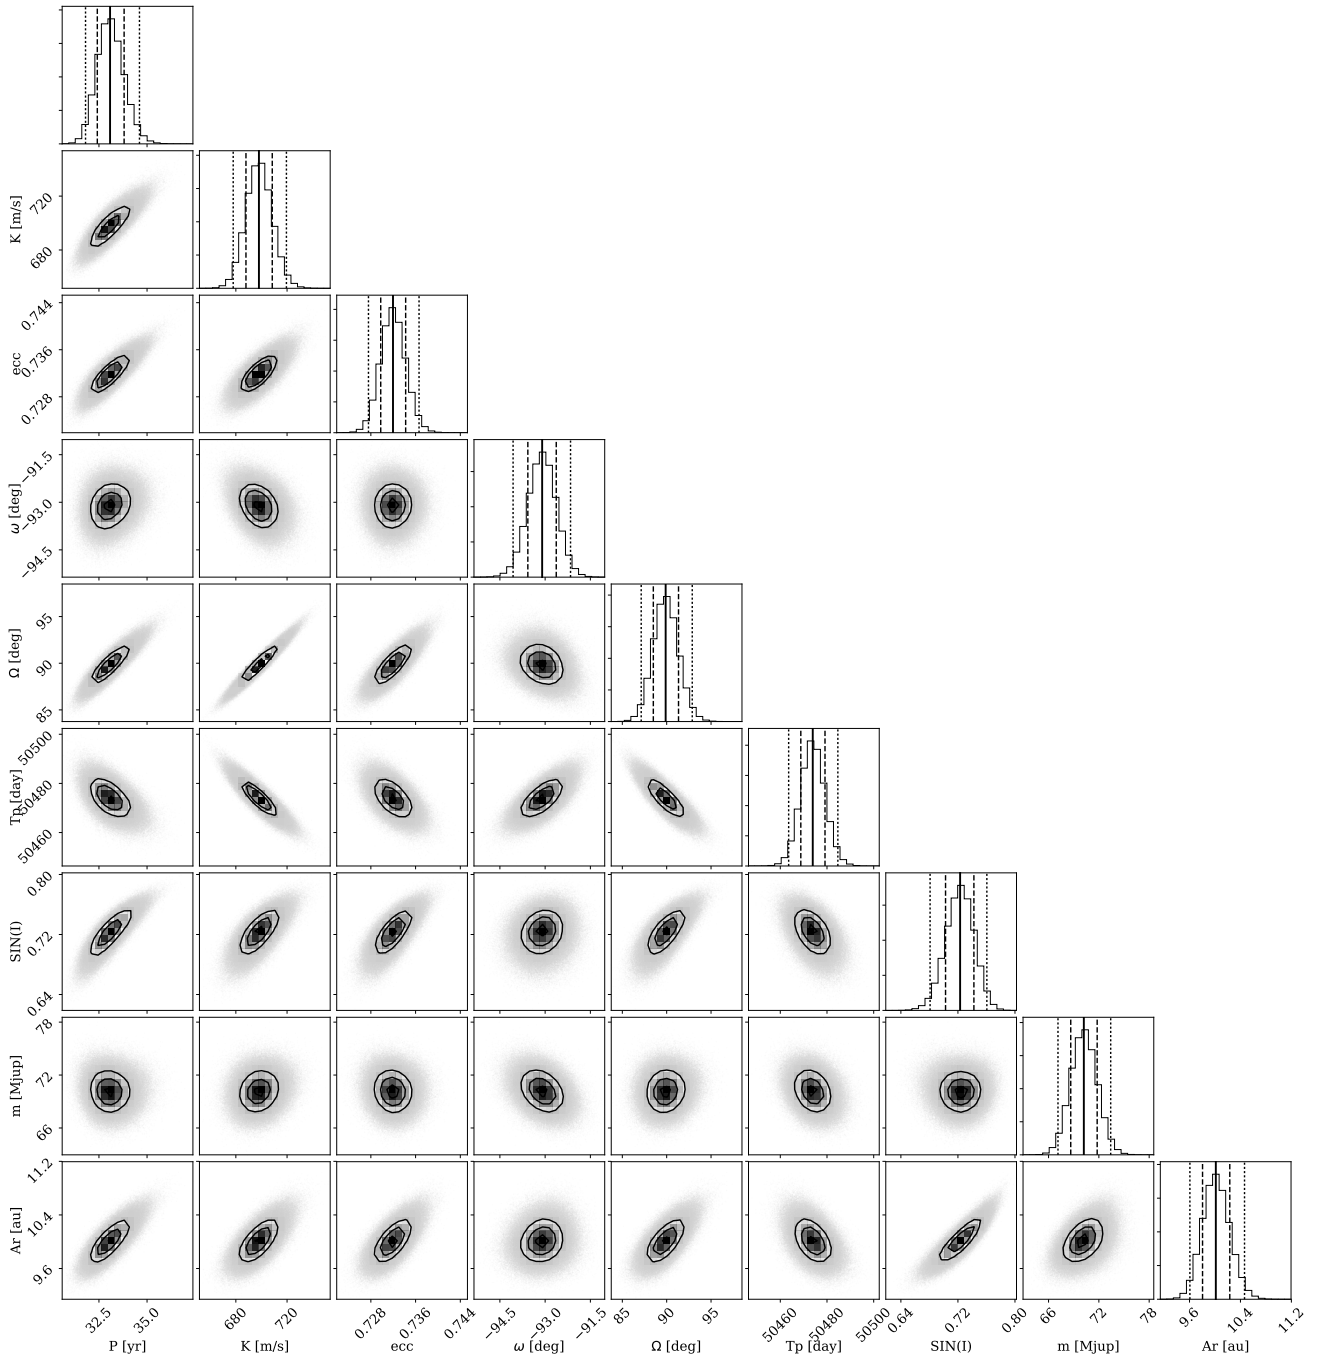 K [m/s]
720
680
ecc
0.744
0.736
0.728
ω [deg]
−91.5
−93.0
−94.5
Ω [deg]
95
90
85
Tp [day]
50500
50480
50460
SIN(I)
0.80
0.72
0.64
m [Mjup]
78
72
66
Ar [au]
11.2
10.4
9.6
32.5 35.0 680 720 0.728 0.736 0.744 −94.5 −93.0 −91.5 85 90 95 50460 50480 50500 0.64 0.72 0.80 66 72 78 9.6 10.4 11.2
P [yr] K [m/s] ecc ω [deg] Ω [deg] Tp [day] SIN(I) m [Mjup] Ar [au]